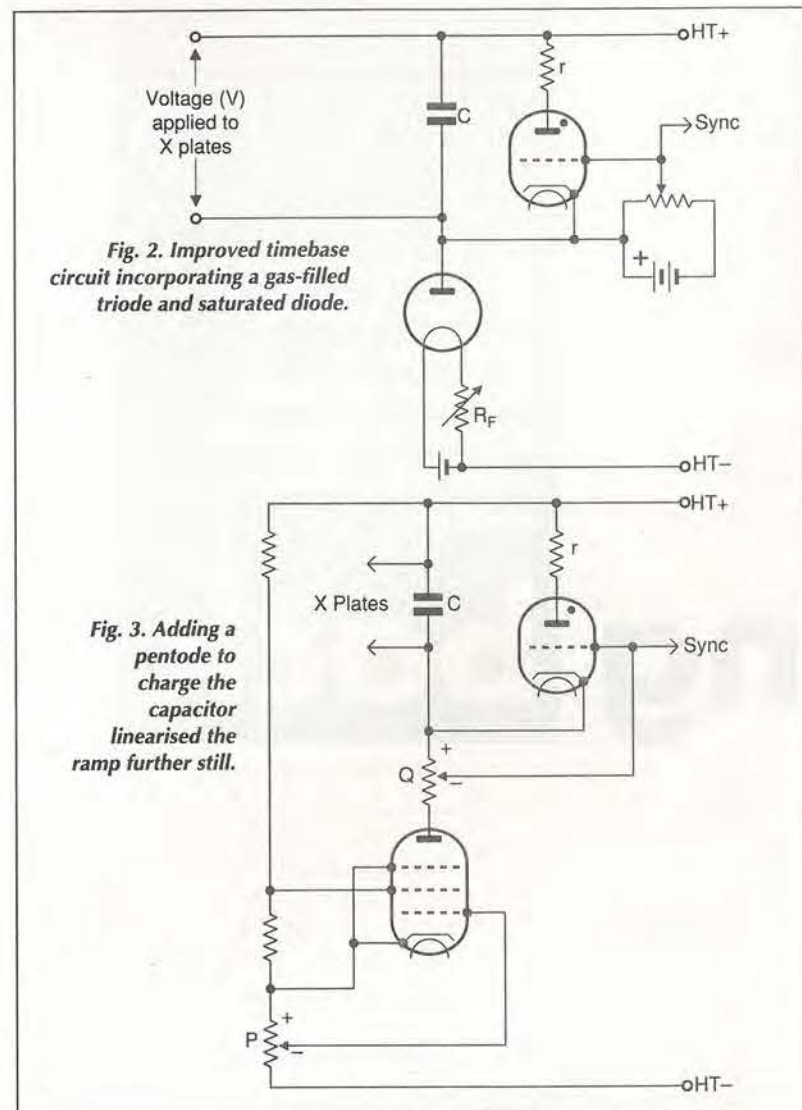 HT+
r
Voltage (V)
applied to
X plates
C
Sync
Fig. 2. Improved timebase
circuit incorporating a gas-filled
triode and saturated diode.
+
RF
HT–
HT+
r
X Plates
C
Fig. 3. Adding a
pentode to
charge the
capacitor
linearised the
ramp further still.
Sync
+
Q
–
+
P
–
HT–